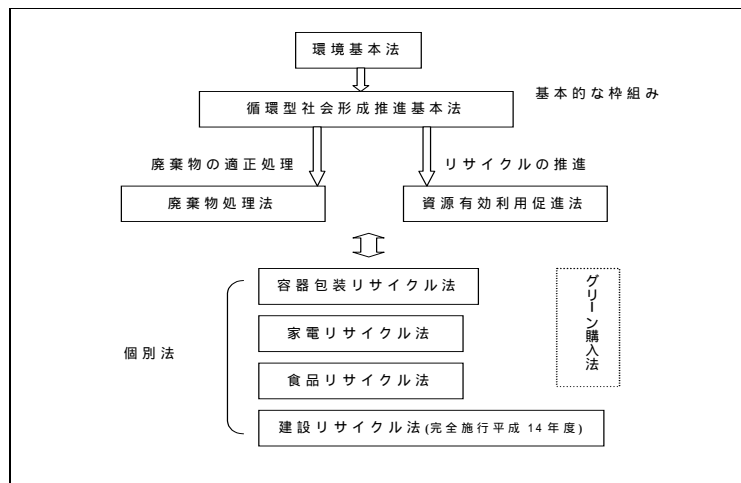 環境基本法
基本的な枠組み
循環型社会形成推進基本法
廃棄物の適正処理
リサイクルの推進
廃棄物処理法
資源有効利用促進法
容器包装リサイクル法
グリーン購入法
家電リサイクル法
個別法
食品リサイクル法
建設リサイクル法(完全施行平成 14 年度)